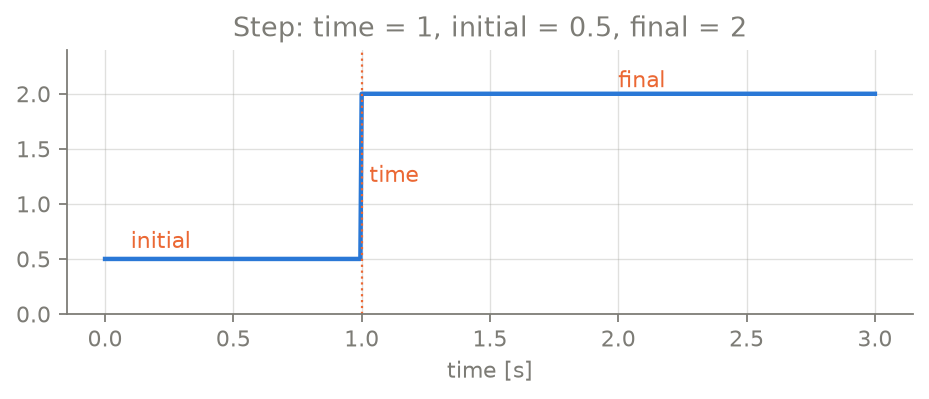 Step: time = 1, initial = 0.5, final = 2
final
2.0
1.5
time
1.0
initial
0.5
0.0
0.0 0.5 1.0 1.5 2.0 2.5 3.0
time [s]